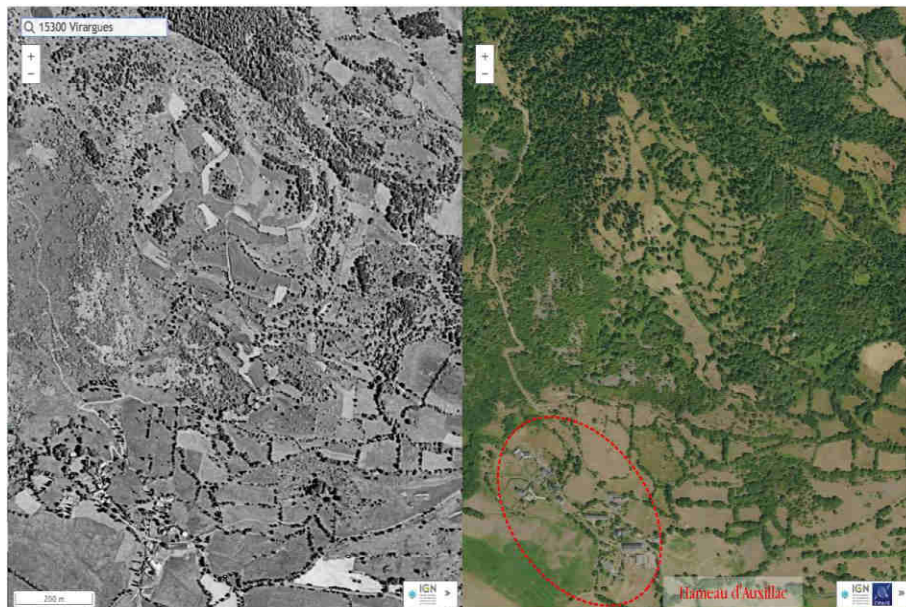 15300 Virargues
+
−
+
−
200 m
IGN
»
Hameau d'Auxillac
IGN
»